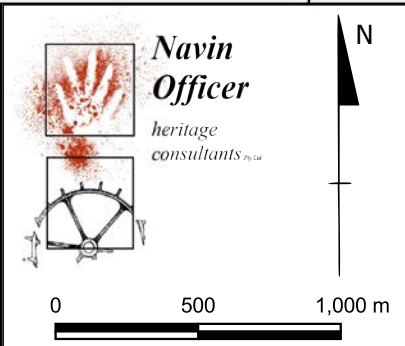 Navin
Officer
heritage
consultants Pty Ltd
N
0 500 1,000 m